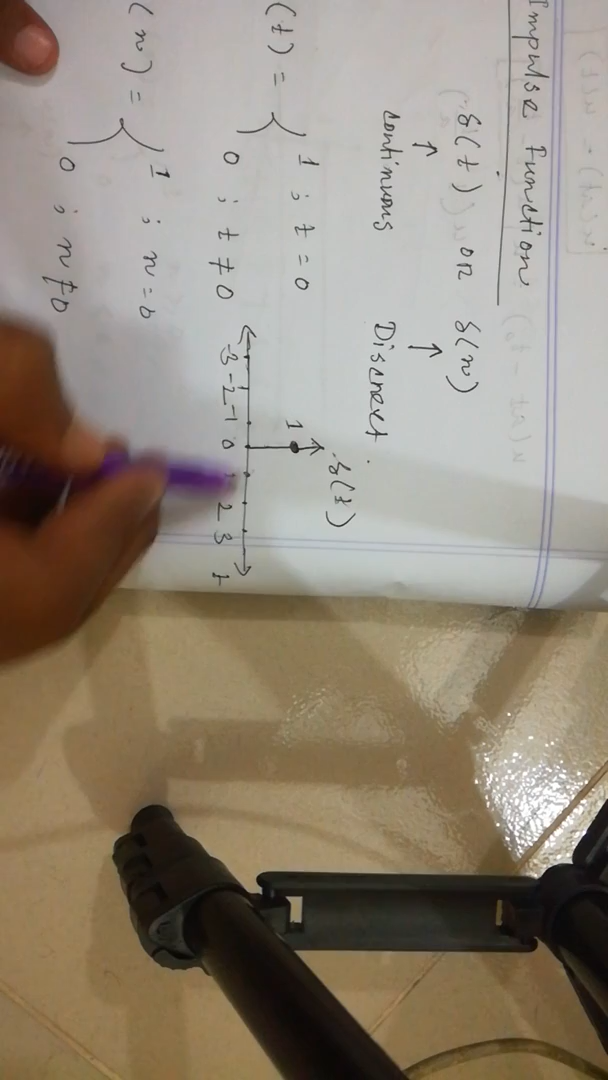 Impulse Function
δ(t) OR δ(n)
↑ ↑
continuous Discret
(t) = { 1 ; t = 0
0 ; t ≠ 0
δ(t)
1
-3 -2 -1 0 1 2 3 t
(n) = { 1 ; n = 0
0 ; n ≠ 0